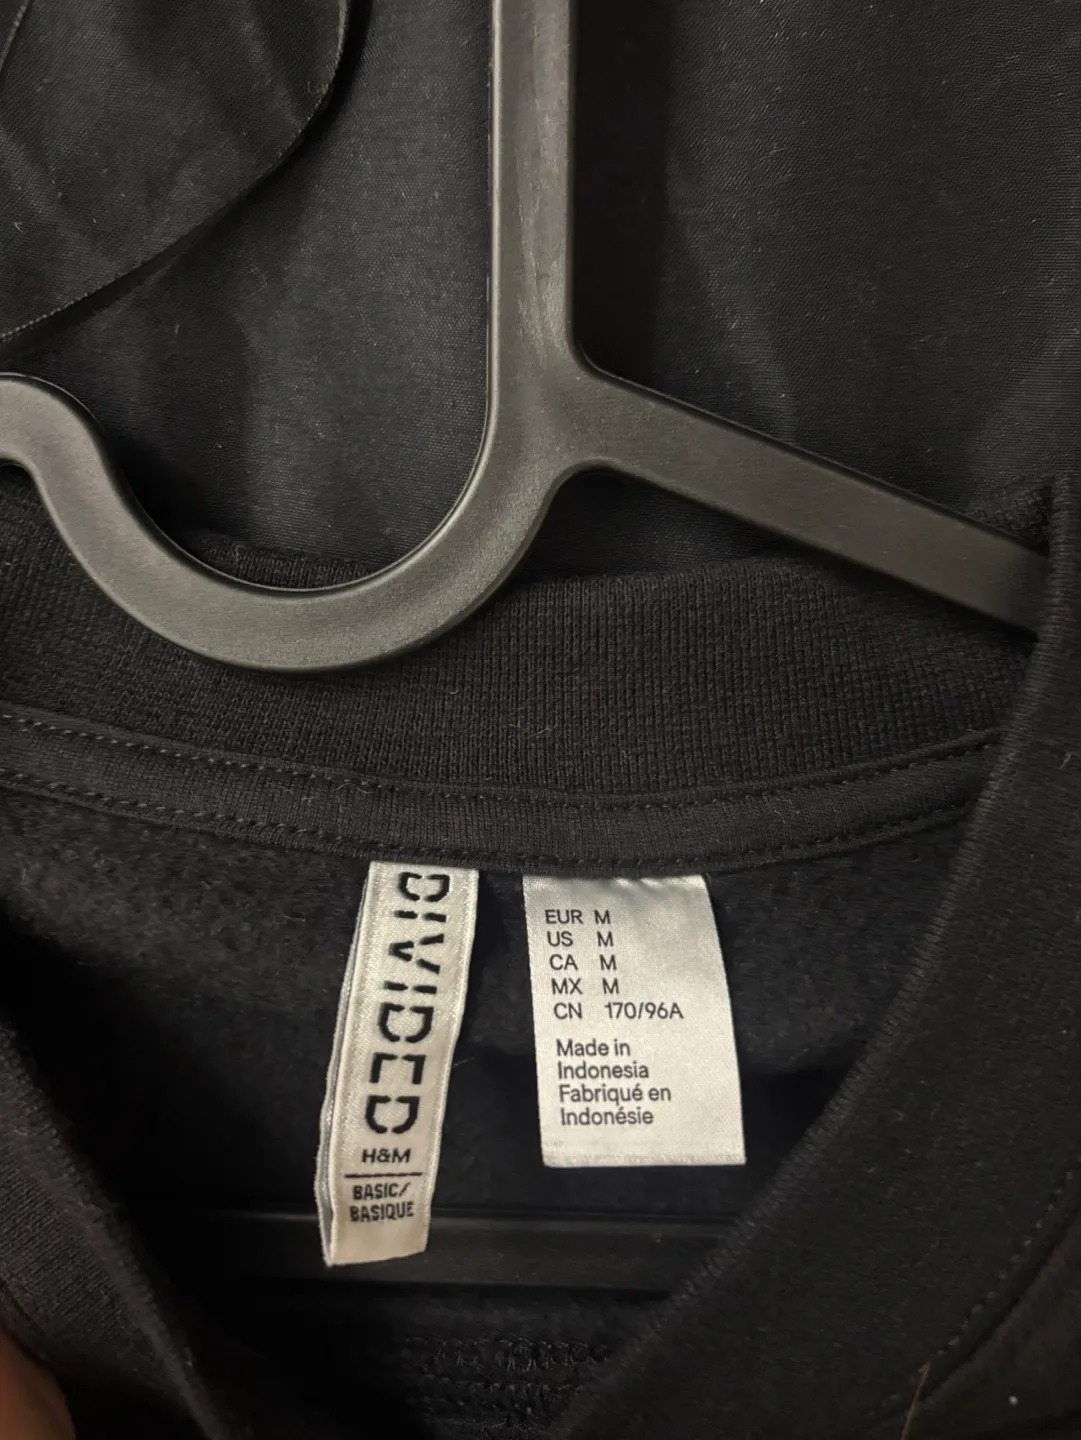 DIVIDED
H&M
BASIC/
BASIQUE
EUR M
US M
CA M
MX M
CN 170/96A
Made in
Indonesia
Fabriqué en
Indonésie